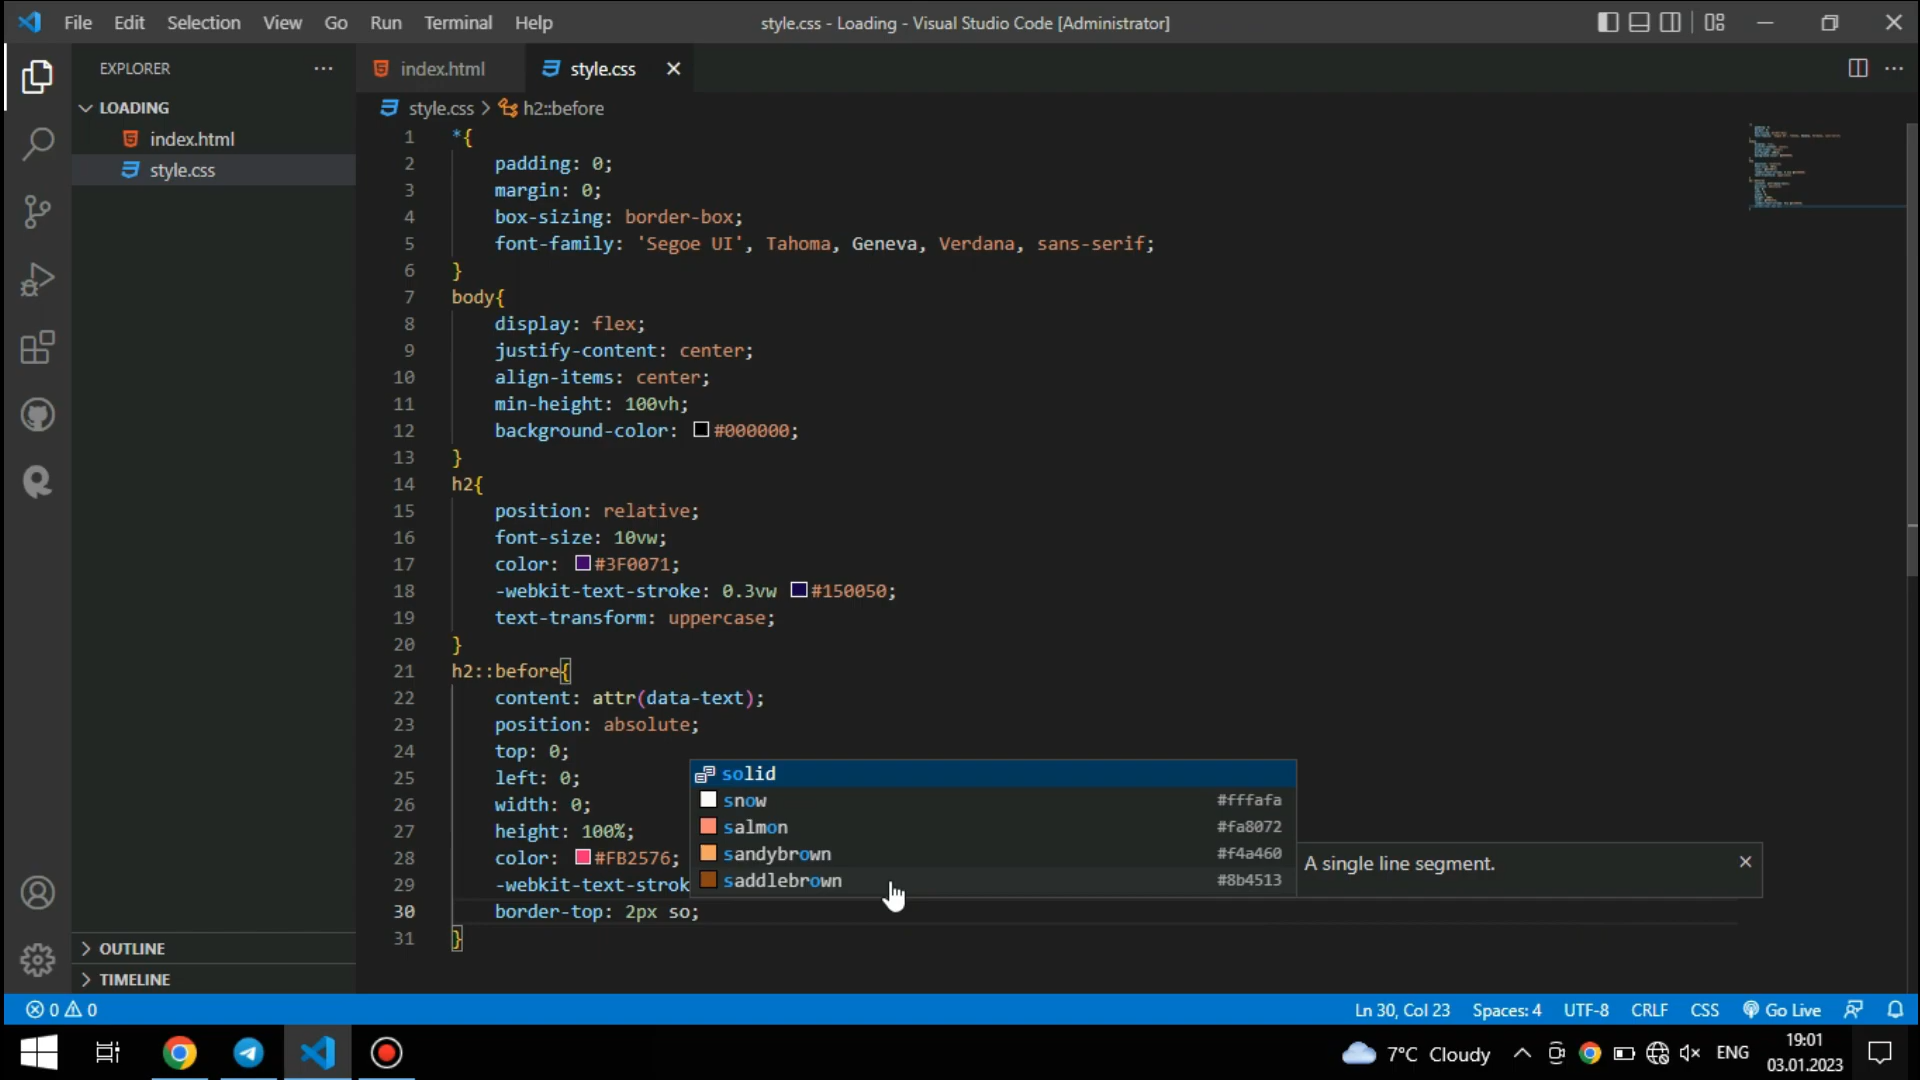 File Edit Selection View Go Run Terminal Help
style.css - Loading - Visual Studio Code [Administrator]
EXPLORER
LOADING
index.html
style.css
OUTLINE
TIMELINE
index.html
style.css
style.css > h2::before
1 *{
2 padding: 0;
3 margin: 0;
4 box-sizing: border-box;
5 font-family: 'Segoe UI', Tahoma, Geneva, Verdana, sans-serif;
6 }
7 body{
8 display: flex;
9 justify-content: center;
10 align-items: center;
11 min-height: 100vh;
12 background-color: #000000;
13 }
14 h2{
15 position: relative;
16 font-size: 10vw;
17 color: #3F0071;
18 -webkit-text-stroke: 0.3vw #150050;
19 text-transform: uppercase;
20 }
21 h2::before{
22 content: attr(data-text);
23 position: absolute;
24 top: 0;
25 left: 0;
26 width: 0;
27 height: 100%;
28 color: #FB2576;
29 -webkit-text-strok
30 border-top: 2px so;
31 }
solid
snow #fffafa
salmon #fa8072
sandybrown #f4a460
saddlebrown #8b4513
A single line segment.
0 0
Ln 30, Col 23 Spaces: 4 UTF-8 CRLF CSS Go Live
7°C Cloudy ENG
19:01
03.01.2023